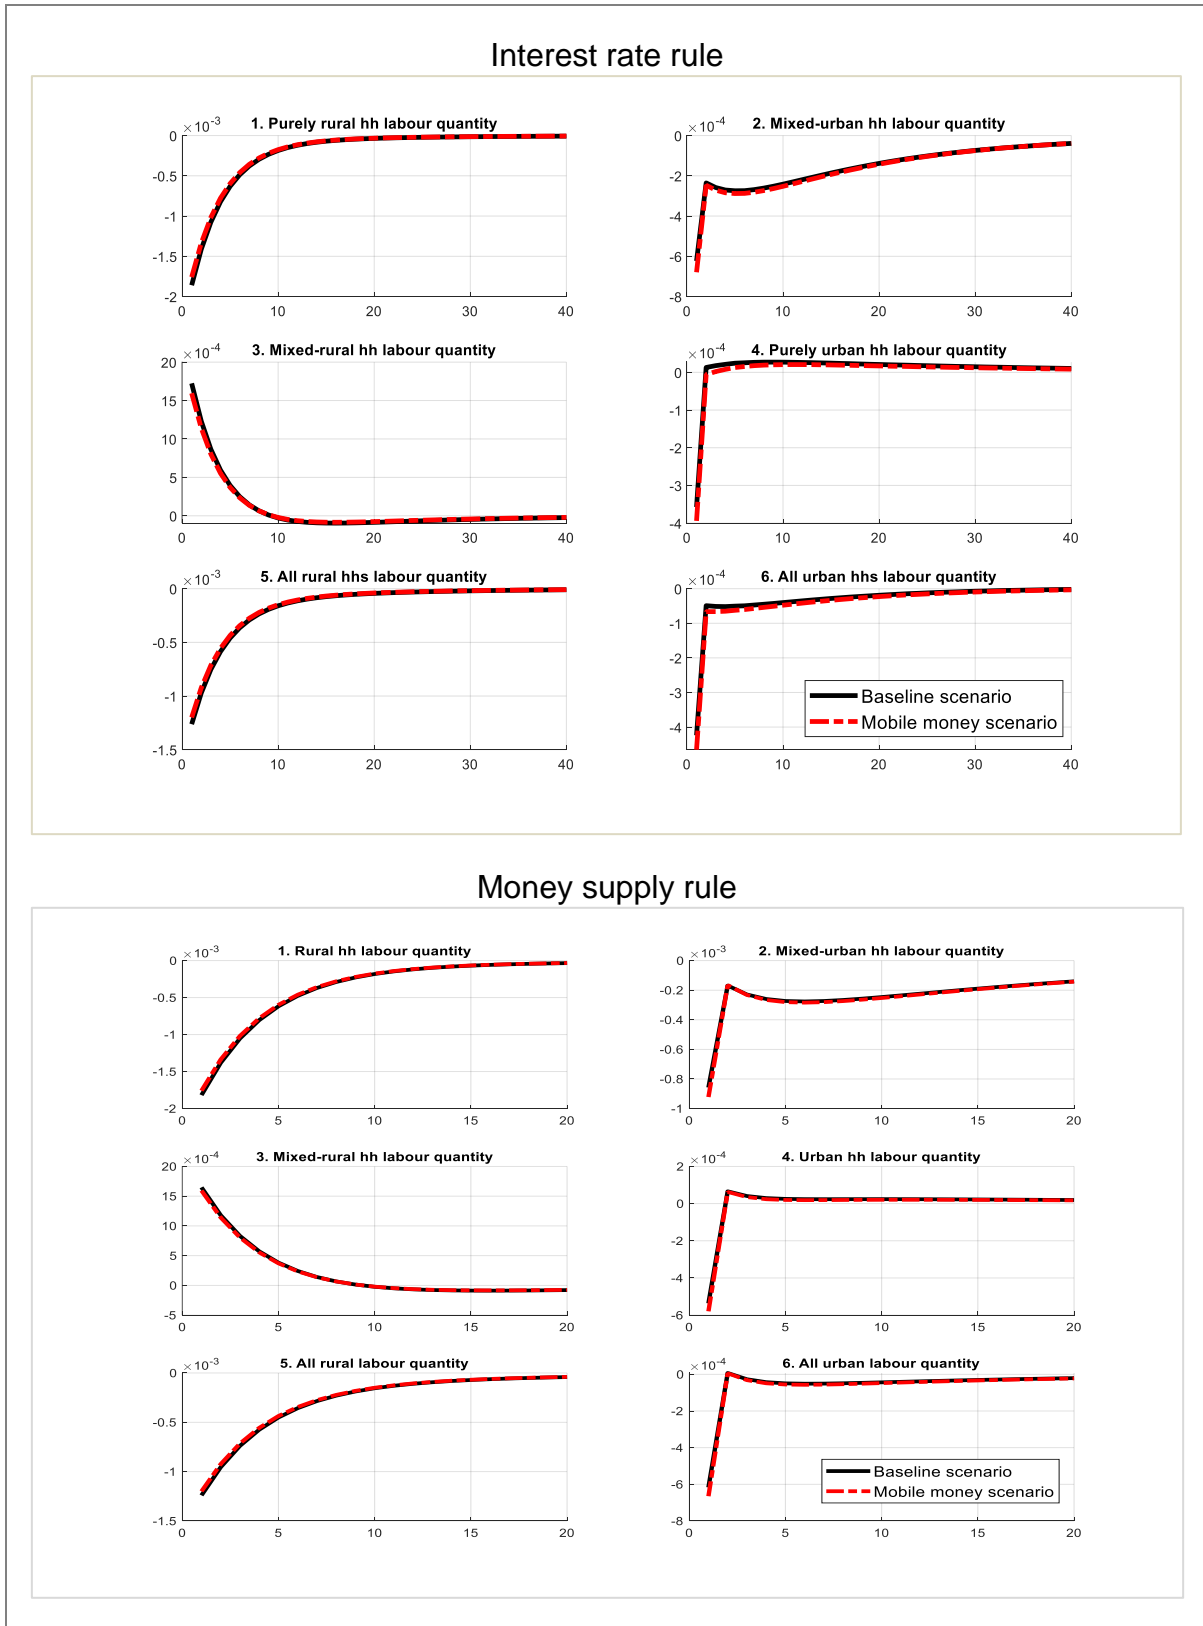 Interest rate rule
×10⁻³
1. Purely rural hh labour quantity
0
-0.5
-1
-1.5
-2
0 10 20 30 40
×10⁻⁴
2. Mixed-urban hh labour quantity
0
-2
-4
-6
-8
0 10 20 30 40
×10⁻⁴
3. Mixed-rural hh labour quantity
20
15
10
5
0
0 10 20 30 40
×10⁻⁴
4. Purely urban hh labour quantity
0
-1
-2
-3
-4
0 10 20 30 40
×10⁻³
5. All rural hhs labour quantity
0
-0.5
-1
-1.5
0 10 20 30 40
×10⁻⁴
6. All urban hhs labour quantity
0
-1
-2
-3
-4
0 10 20 30 40
Baseline scenario
Mobile money scenario
Money supply rule
×10⁻³
1. Rural hh labour quantity
0
-0.5
-1
-1.5
-2
0 5 10 15 20
×10⁻³
2. Mixed-urban hh labour quantity
0
-0.2
-0.4
-0.6
-0.8
-1
0 5 10 15 20
×10⁻⁴
3. Mixed-rural hh labour quantity
20
15
10
5
0
-5
0 5 10 15 20
×10⁻⁴
4. Urban hh labour quantity
2
0
-2
-4
-6
0 5 10 15 20
×10⁻³
5. All rural labour quantity
0
-0.5
-1
-1.5
0 5 10 15 20
×10⁻⁴
6. All urban labour quantity
0
-2
-4
-6
-8
0 5 10 15 20
Baseline scenario
Mobile money scenario